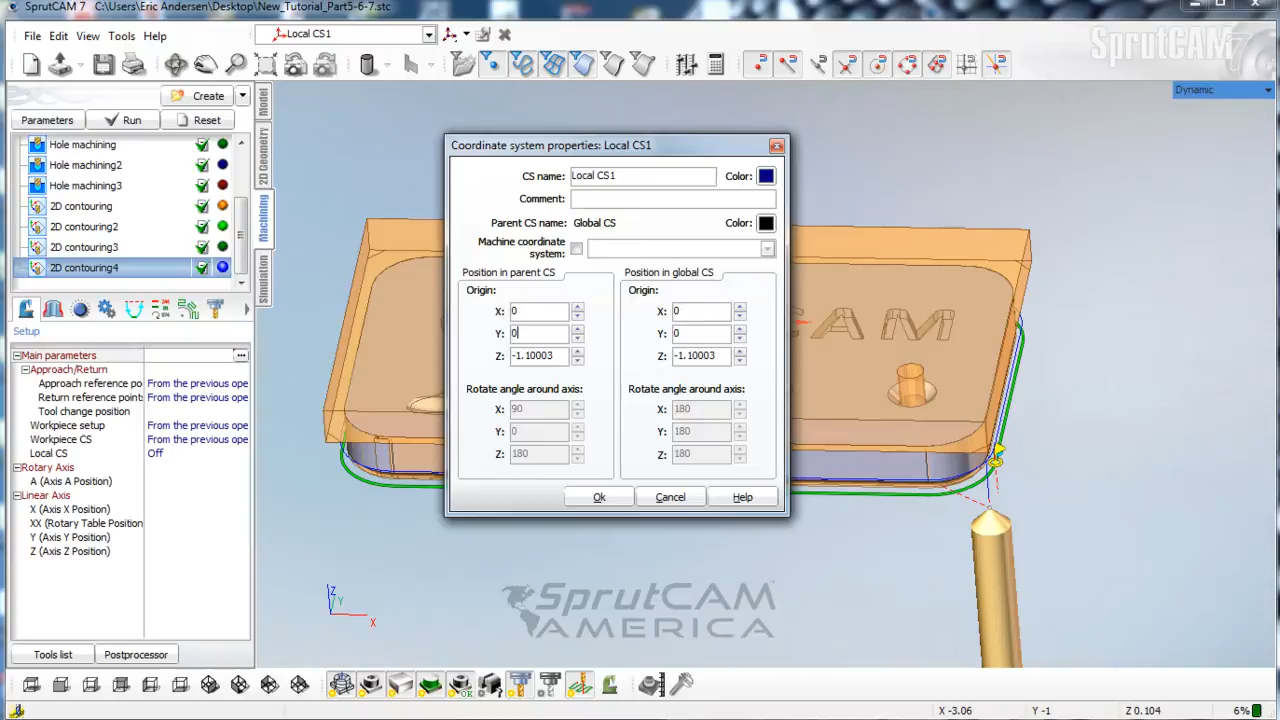 SprutCAM 7 C:\Users\Eric Andersen\Desktop\New_Tutorial_Part5-6-7.stc
File Edit View Tools Help
Local CS1
SprutCAM 7
Create
Parameters Run Reset
Dynamic
Model
2D Geometry
Machining
Simulation
Hole machining
Hole machining2
Hole machining3
2D contouring
2D contouring2
2D contouring3
2D contouring4
Setup
Main parameters
Approach/Return
Approach reference po From the previous ope
Return reference point From the previous ope
Tool change position
Workpiece setup From the previous ope
Workpiece CS From the previous ope
Local CS Off
Rotary Axis
A (Axis A Position)
Linear Axis
X (Axis X Position)
XX (Rotary Table Position
Y (Axis Y Position)
Z (Axis Z Position)
Tools list Postprocessor
Coordinate system properties: Local CS1
CS name: Local CS1 Color:
Comment:
Parent CS name: Global CS Color:
Machine coordinate
system:
Position in parent CS Position in global CS
Origin: Origin:
X: 0 X: 0
Y: 0 Y: 0
Z: -1.10003 Z: -1.10003
Rotate angle around axis: Rotate angle around axis:
X: 90 X: 180
Y: 0 Y: 180
Z: 180 Z: 180
Ok Cancel Help
AM
Z
Y
X
SprutCAM
AMERICA
OK
X -3.06 Y -1 Z 0.104 6%